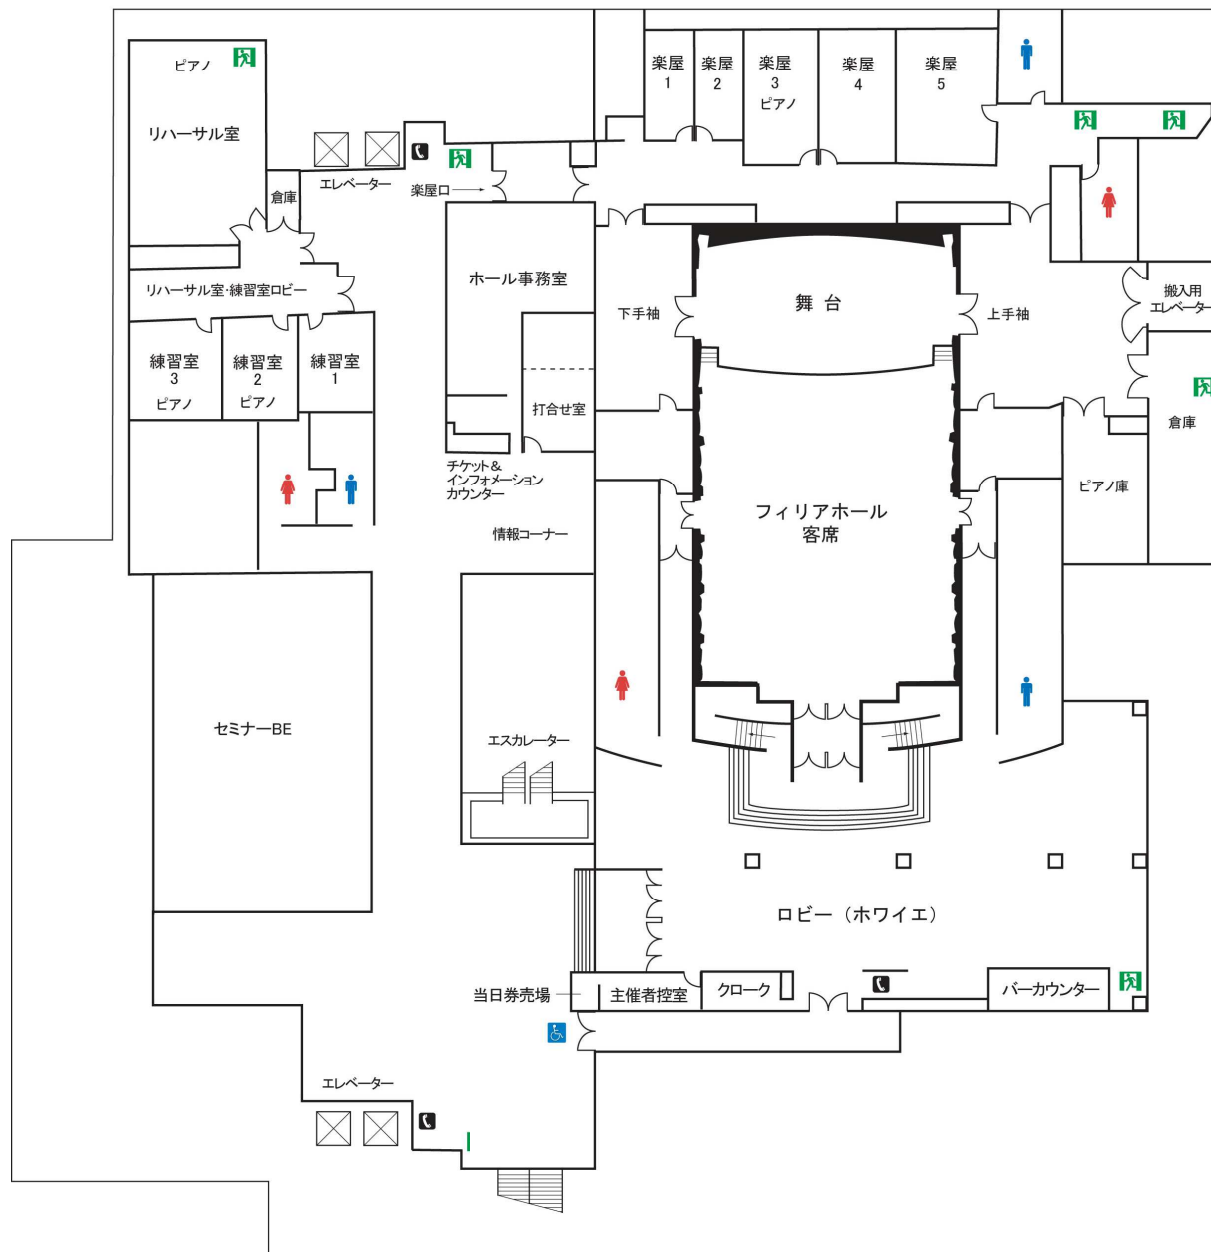 ピアノ
リハーサル室
エレベーター
倉庫
楽屋口
楽屋
1
楽屋
2
楽屋
3
ピアノ
楽屋
4
楽屋
5
リハーサル室・練習室ロビー
ホール事務室
下手袖
舞台
上手袖
搬入用
エレベーター
練習室
3
ピアノ
練習室
2
ピアノ
練習室
1
打合せ室
倉庫
チケット&
インフォメーション
カウンター
ピアノ庫
情報コーナー
フィリアホール
客席
セミナーBE
エスカレーター
ロビー（ホワイエ）
当日券売場
主催者控室
クローク
バーカウンター
エレベーター